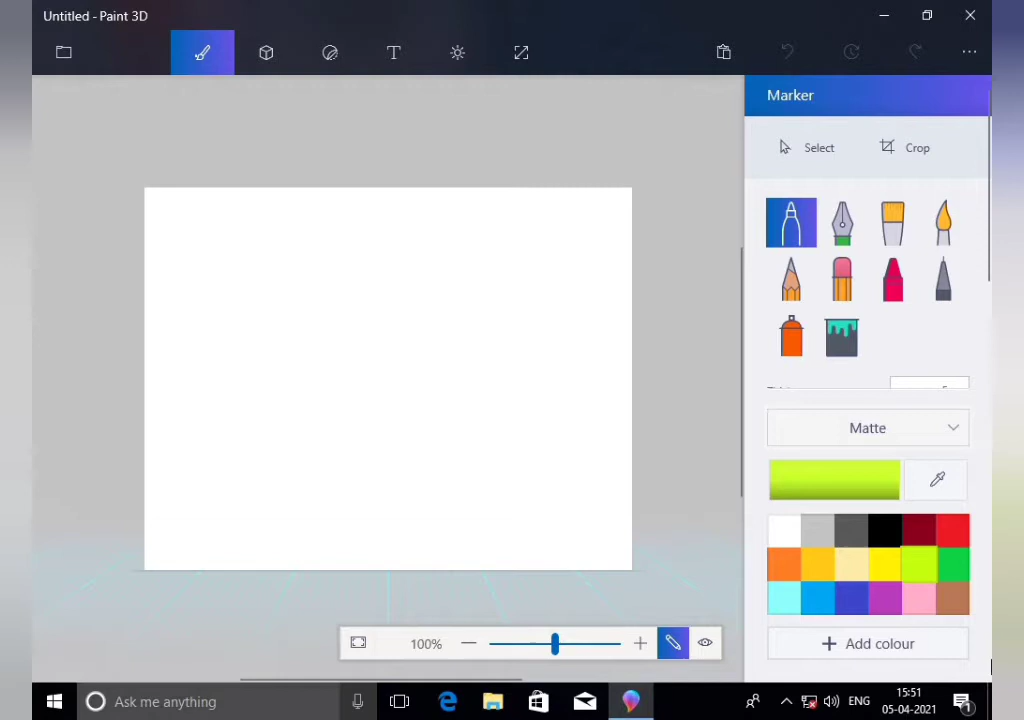 Untitled - Paint 3D
Marker
Select
Crop
Matte
Add colour
100%
Ask me anything
ENG
15:51
05-04-2021
1